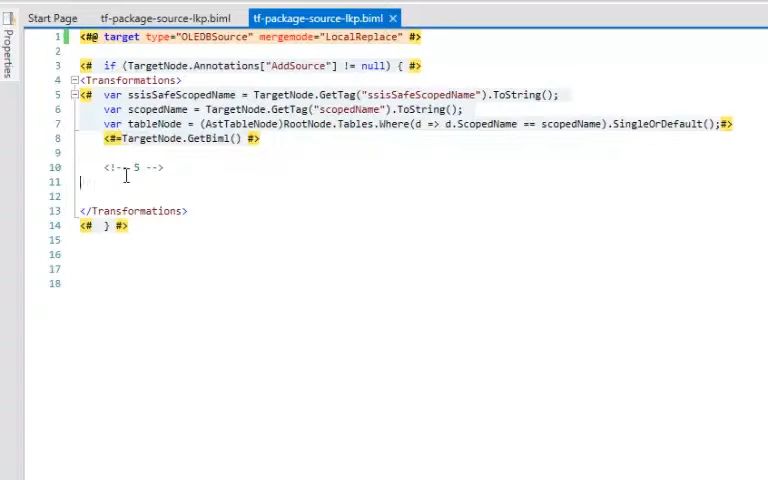 Start Page tf-package-source-lkp.biml tf-package-source-lkp.biml ×
Properties
1 <#@ target type="OLEDBSource" mergemode="LocalReplace" #>
2
3 <# if (TargetNode.Annotations["AddSource"] != null) { #>
4 <Transformations>
5 <# var ssisSafeScopedName = TargetNode.GetTag("ssisSafeScopedName").ToString();
6 var scopedName = TargetNode.GetTag("scopedName").ToString();
7 var tableNode = (AstTableNode)RootNode.Tables.Where(d => d.ScopedName == scopedName).SingleOrDefault();#>
8 <#=TargetNode.GetBiml() #>
9
10 <!-- 5 -->
11
12
13 </Transformations>
14 <# } #>
15
16
17
18